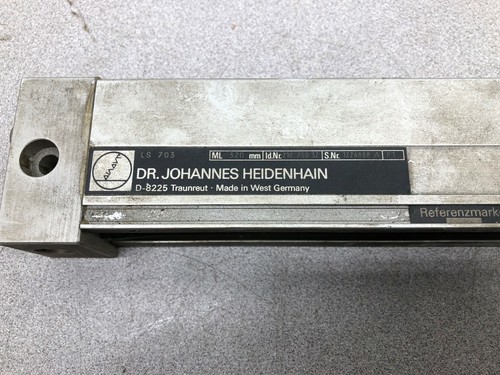 LS 703 ML 320 mm Id.Nr. S.Nr.
DR. JOHANNES HEIDENHAIN
D-8225 Traunreut · Made in West Germany
Referenzmark